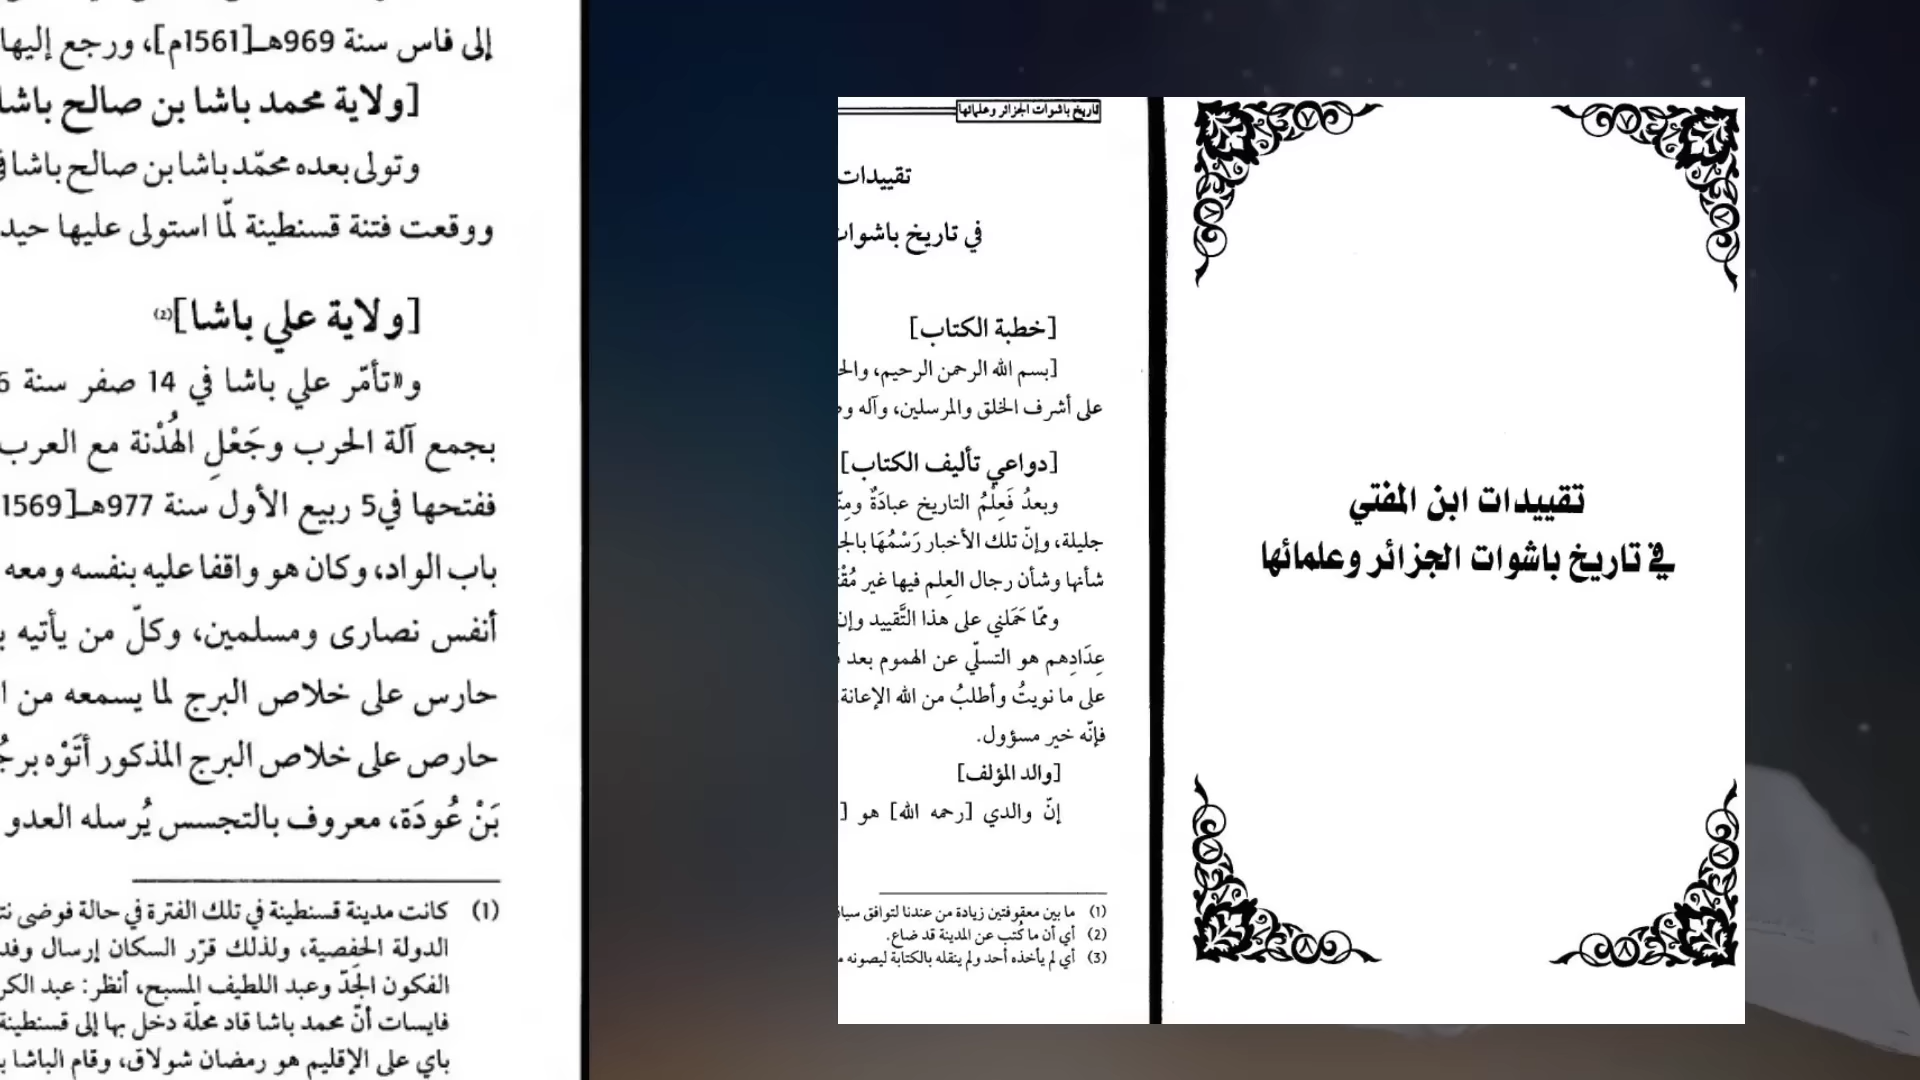 إلى فاس سنة 969هـ[1561م]، ورجع إليها
[ولاية محمد باشا بن صالح باشا
وتولى بعده محمّد باشا بن صالح باشا
ووقعت فتنة قسنطينة لمّا استولى عليها
[ولاية علي باشا](2)
و«تأمّر علي باشا في 14 صفر سنة
بجمع آلة الحرب وجَعْلِ الهُدْنة مع العرب
ففتحها في5 ربيع الأول سنة 977هـ[1569
باب الواد، وكان هو واقفا عليه بنفسه ومعه
أنفس نصارى ومسلمين، وكلّ من يأتيه
حارس على خلاص البرج لما يسمعه من
حارص على خلاص البرج المذكور أتَوْه
بَنْ عُودَة، معروف بالتجسس يُرسله العدو
(1) كانت مدينة قسنطينة في تلك الفترة في حالة فوضى
الدولة الحفصية، ولذلك قرّر السكان إرسال وفد
الفكون الجَدّ وعبد اللطيف المسبح، أنظر: عبد
فايسات أنّ محمد باشا قاد محلّة دخل بها إلى قسنطينة
باي على الإقليم هو رمضان شولاق، وقام الباشا
تاريخ باشوات الجزائر وعلمائها
تقييدات
في تاريخ باشوات
[خطبة الكتاب]
[بسم الله الرحمن الرحيم،
على أشرف الخلق والمرسلين، وآله
[دواعي تأليف الكتاب]
وبعدُ فَعِلْمُ التاريخ عبادَةٌ
جليلة، وإنّ تلك الأخبار رَسْمُهَا
شأنها وشأن رجال العِلم فيها غير
وممّا حَمَلني على هذا التَّقييد وإن
عِدَادِهم هو التسلّي عن الهموم بعد
على ما نويتُ وأطلبُ من الله الإعانة
فإنّه خير مسؤول.
[والد المؤلف]
إنّ والدي [رحمه الله] هو [
(1) ما بين معقوفتين زيادة من عندنا لتوافق
(2) أي أن ما كتب عن المدينة قد ضاع.
(3) أي لم يأخذه أحد ولم ينقله بالكتابة ليصونه
تقييدات ابن المفتي
في تاريخ باشوات الجزائر وعلمائها